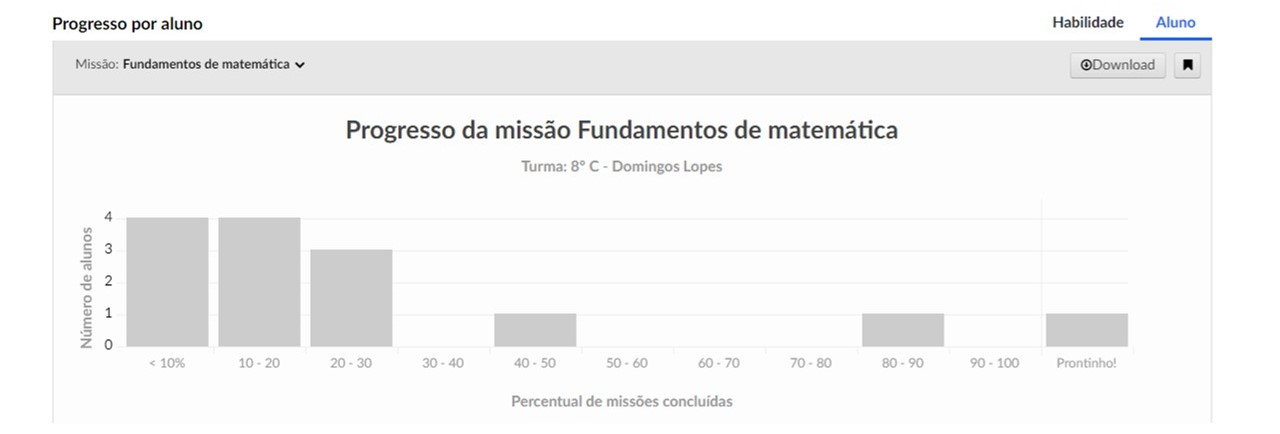 Progresso por aluno
Habilidade
Aluno
Missão: Fundamentos de matemática
Download
Progresso da missão Fundamentos de matemática
Turma: 8° C - Domingos Lopes
Número de alunos
4
3
2
1
0
< 10%
10 - 20
20 - 30
30 - 40
40 - 50
50 - 60
60 - 70
70 - 80
80 - 90
90 - 100
Prontinho!
Percentual de missões concluídas